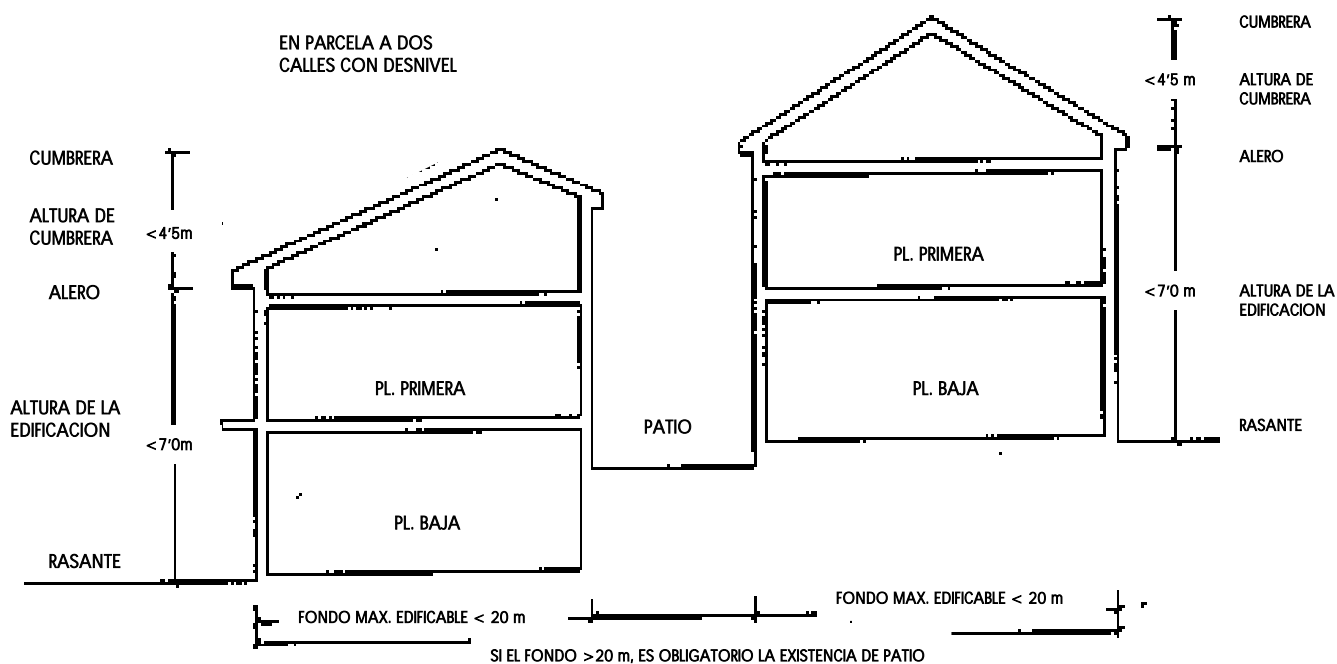 EN PARCELA A DOS
CALLES CON DESNIVEL
CUMBRERA
ALTURA DE
CUMBRERA
<4'5m
ALERO
ALTURA DE LA
EDIFICACION
<7'0m
RASANTE
PL. PRIMERA
PL. BAJA
PATIO
PL. PRIMERA
PL. BAJA
CUMBRERA
<4'5 m
ALTURA DE
CUMBRERA
ALERO
<7'0 m
ALTURA DE LA
EDIFICACION
RASANTE
FONDO MAX. EDIFICABLE < 20 m
FONDO MAX. EDIFICABLE < 20 m
SI EL FONDO >20 m, ES OBLIGATORIO LA EXISTENCIA DE PATIO